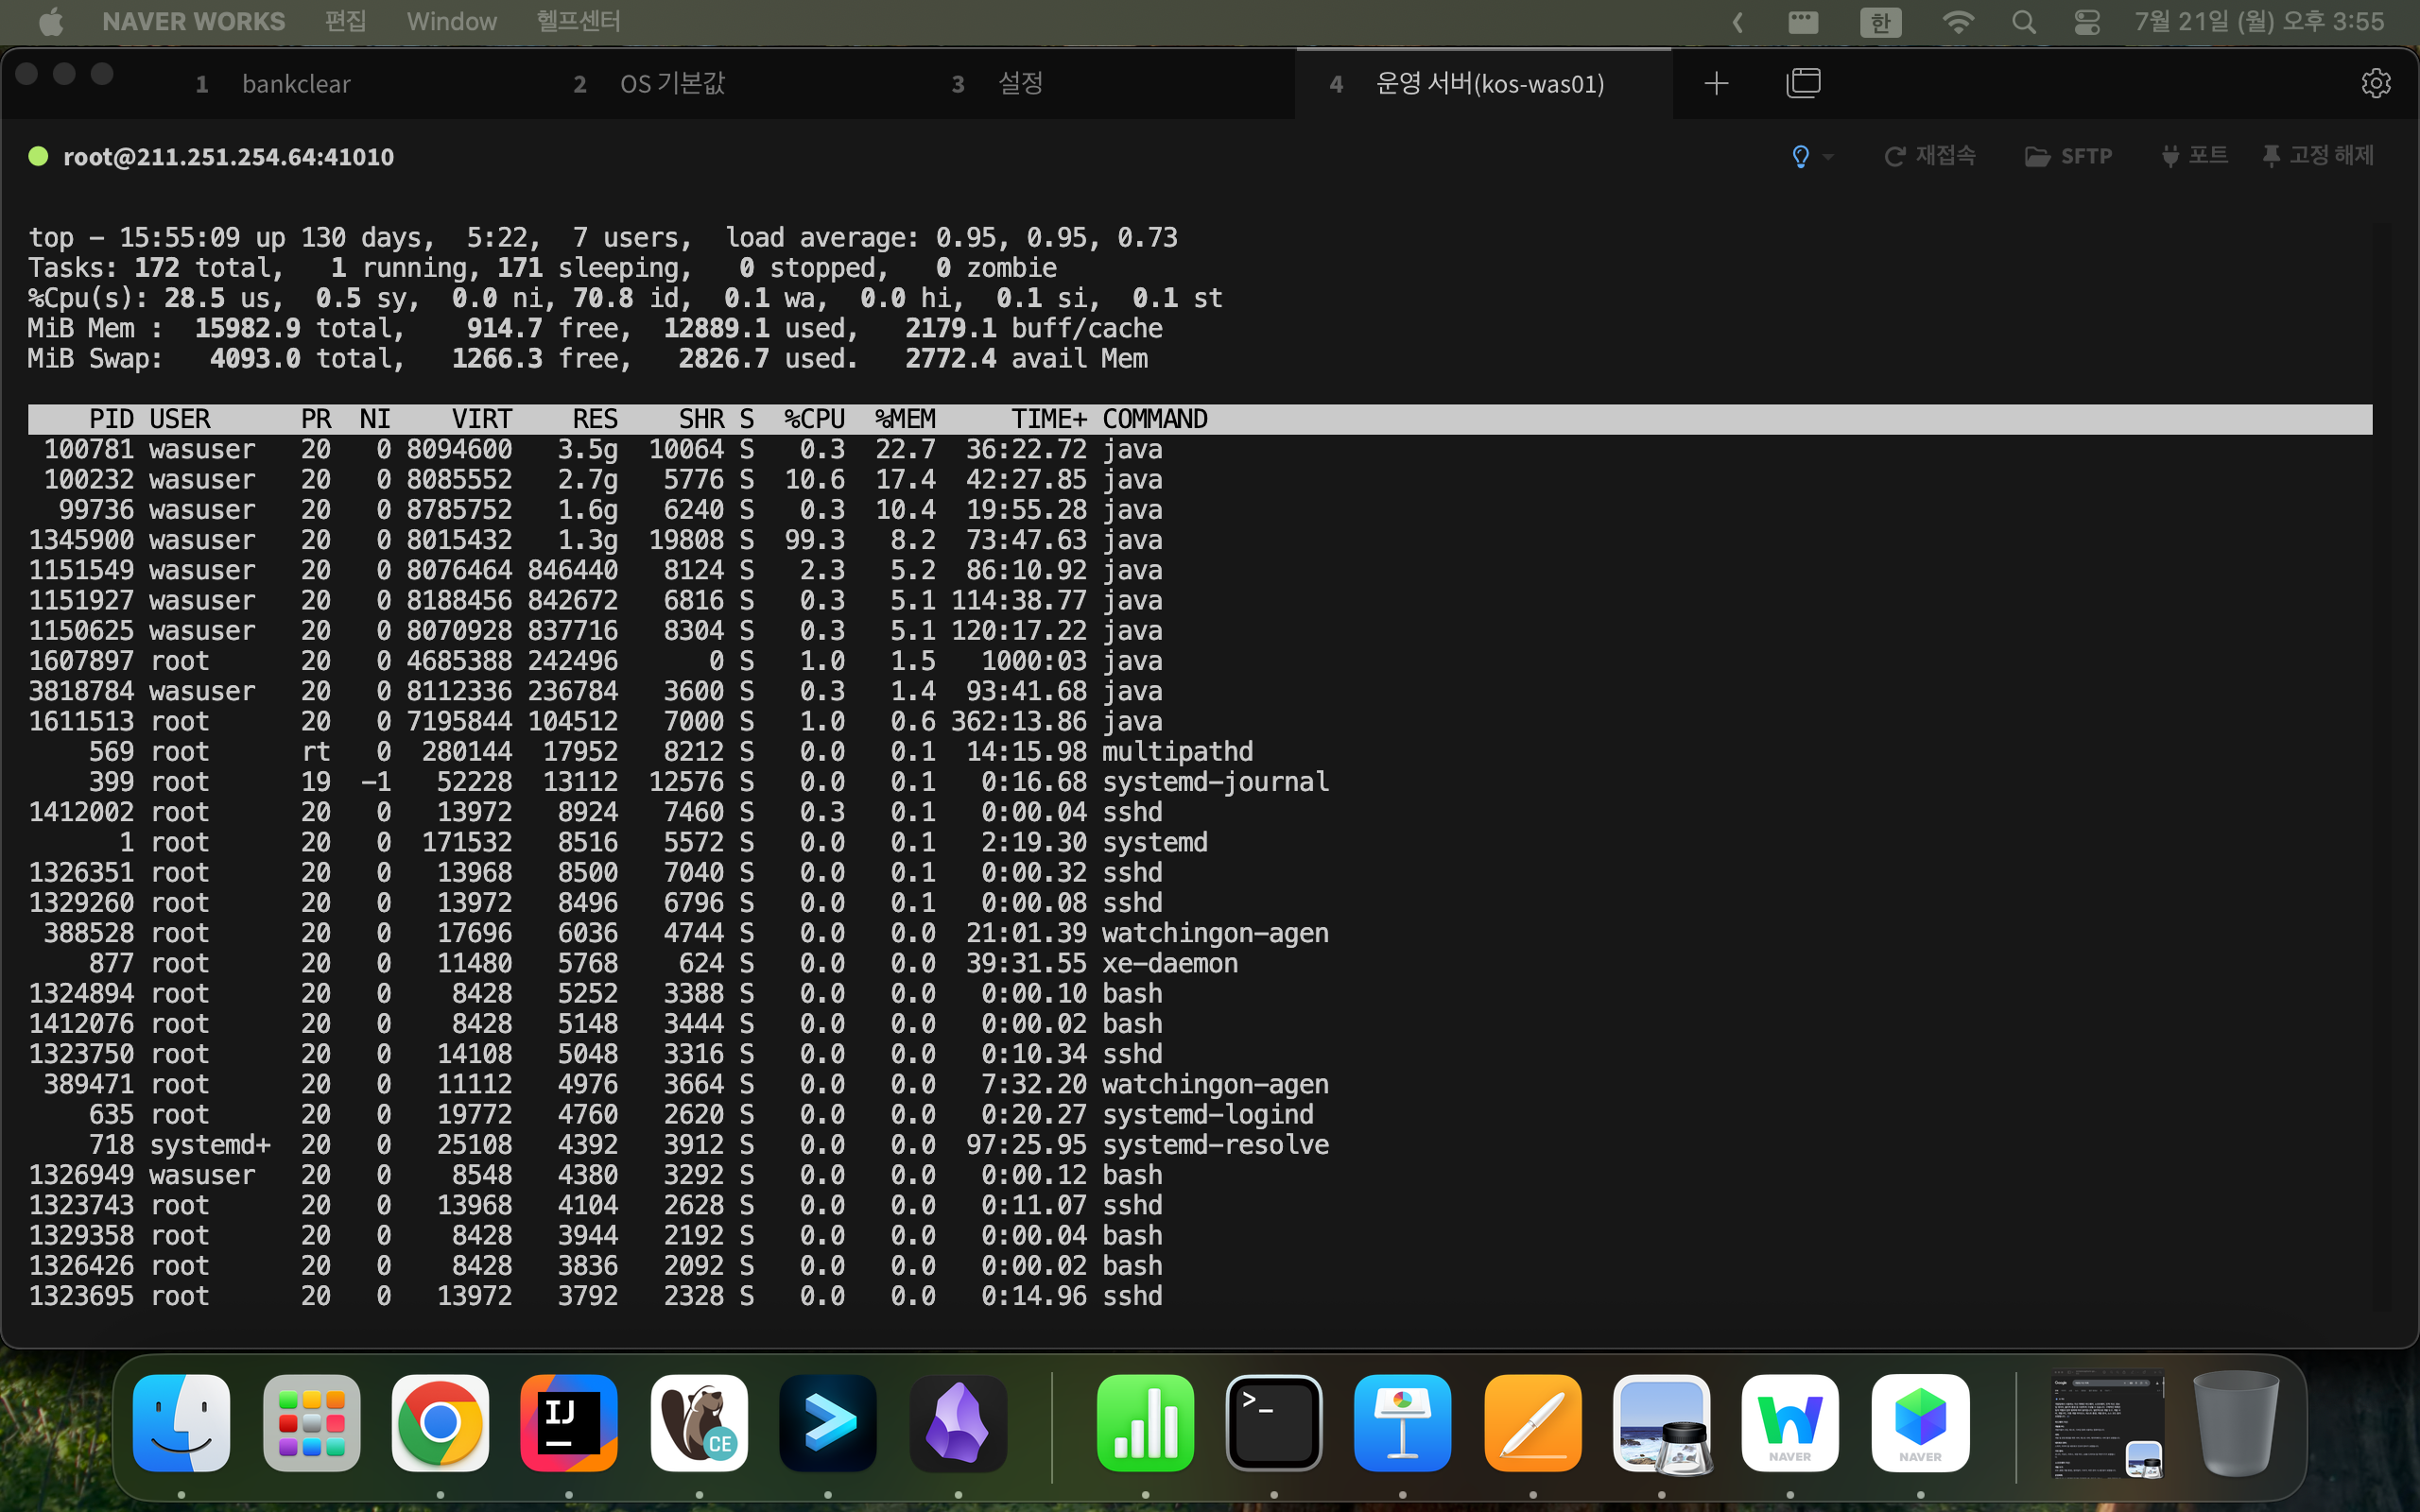 NAVER WORKS 편집 Window 헬프센터 한 7월 21일 (월) 오후 3:55
1 bankclear 2 OS 기본값 3 설정 4 운영 서버(kos-was01)
root@211.251.254.64:41010 재접속 SFTP 포트 고정 해제
top - 15:55:09 up 130 days,  5:22,  7 users,  load average: 0.95, 0.95, 0.73
Tasks: 172 total,   1 running, 171 sleeping,   0 stopped,   0 zombie
%Cpu(s): 28.5 us,  0.5 sy,  0.0 ni, 70.8 id,  0.1 wa,  0.0 hi,  0.1 si,  0.1 st
MiB Mem :  15982.9 total,    914.7 free,  12889.1 used,   2179.1 buff/cache
MiB Swap:   4093.0 total,   1266.3 free,   2826.7 used.   2772.4 avail Mem
PID USER PR NI VIRT RES SHR S %CPU %MEM TIME+ COMMAND
100781 wasuser 20 0 8094600 3.5g 10064 S 0.3 22.7 36:22.72 java
100232 wasuser 20 0 8085552 2.7g 5776 S 10.6 17.4 42:27.85 java
99736 wasuser 20 0 8785752 1.6g 6240 S 0.3 10.4 19:55.28 java
1345900 wasuser 20 0 8015432 1.3g 19808 S 99.3 8.2 73:47.63 java
1151549 wasuser 20 0 8076464 846440 8124 S 2.3 5.2 86:10.92 java
1151927 wasuser 20 0 8188456 842672 6816 S 0.3 5.1 114:38.77 java
1150625 wasuser 20 0 8070928 837716 8304 S 0.3 5.1 120:17.22 java
1607897 root 20 0 4685388 242496 0 S 1.0 1.5 1000:03 java
3818784 wasuser 20 0 8112336 236784 3600 S 0.3 1.4 93:41.68 java
1611513 root 20 0 7195844 104512 7000 S 1.0 0.6 362:13.86 java
569 root rt 0 280144 17952 8212 S 0.0 0.1 14:15.98 multipathd
399 root 19 -1 52228 13112 12576 S 0.0 0.1 0:16.68 systemd-journal
1412002 root 20 0 13972 8924 7460 S 0.3 0.1 0:00.04 sshd
1 root 20 0 171532 8516 5572 S 0.0 0.1 2:19.30 systemd
1326351 root 20 0 13968 8500 7040 S 0.0 0.1 0:00.32 sshd
1329260 root 20 0 13972 8496 6796 S 0.0 0.1 0:00.08 sshd
388528 root 20 0 17696 6036 4744 S 0.0 0.0 21:01.39 watchingon-agen
877 root 20 0 11480 5768 624 S 0.0 0.0 39:31.55 xe-daemon
1324894 root 20 0 8428 5252 3388 S 0.0 0.0 0:00.10 bash
1412076 root 20 0 8428 5148 3444 S 0.0 0.0 0:00.02 bash
1323750 root 20 0 14108 5048 3316 S 0.0 0.0 0:10.34 sshd
389471 root 20 0 11112 4976 3664 S 0.0 0.0 7:32.20 watchingon-agen
635 root 20 0 19772 4760 2620 S 0.0 0.0 0:20.27 systemd-logind
718 systemd+ 20 0 25108 4392 3912 S 0.0 0.0 97:25.95 systemd-resolve
1326949 wasuser 20 0 8548 4380 3292 S 0.0 0.0 0:00.12 bash
1323743 root 20 0 13968 4104 2628 S 0.0 0.0 0:11.07 sshd
1329358 root 20 0 8428 3944 2192 S 0.0 0.0 0:00.04 bash
1326426 root 20 0 8428 3836 2092 S 0.0 0.0 0:00.02 bash
1323695 root 20 0 13972 3792 2328 S 0.0 0.0 0:14.96 sshd
IJ CE >_ NAVER NAVER